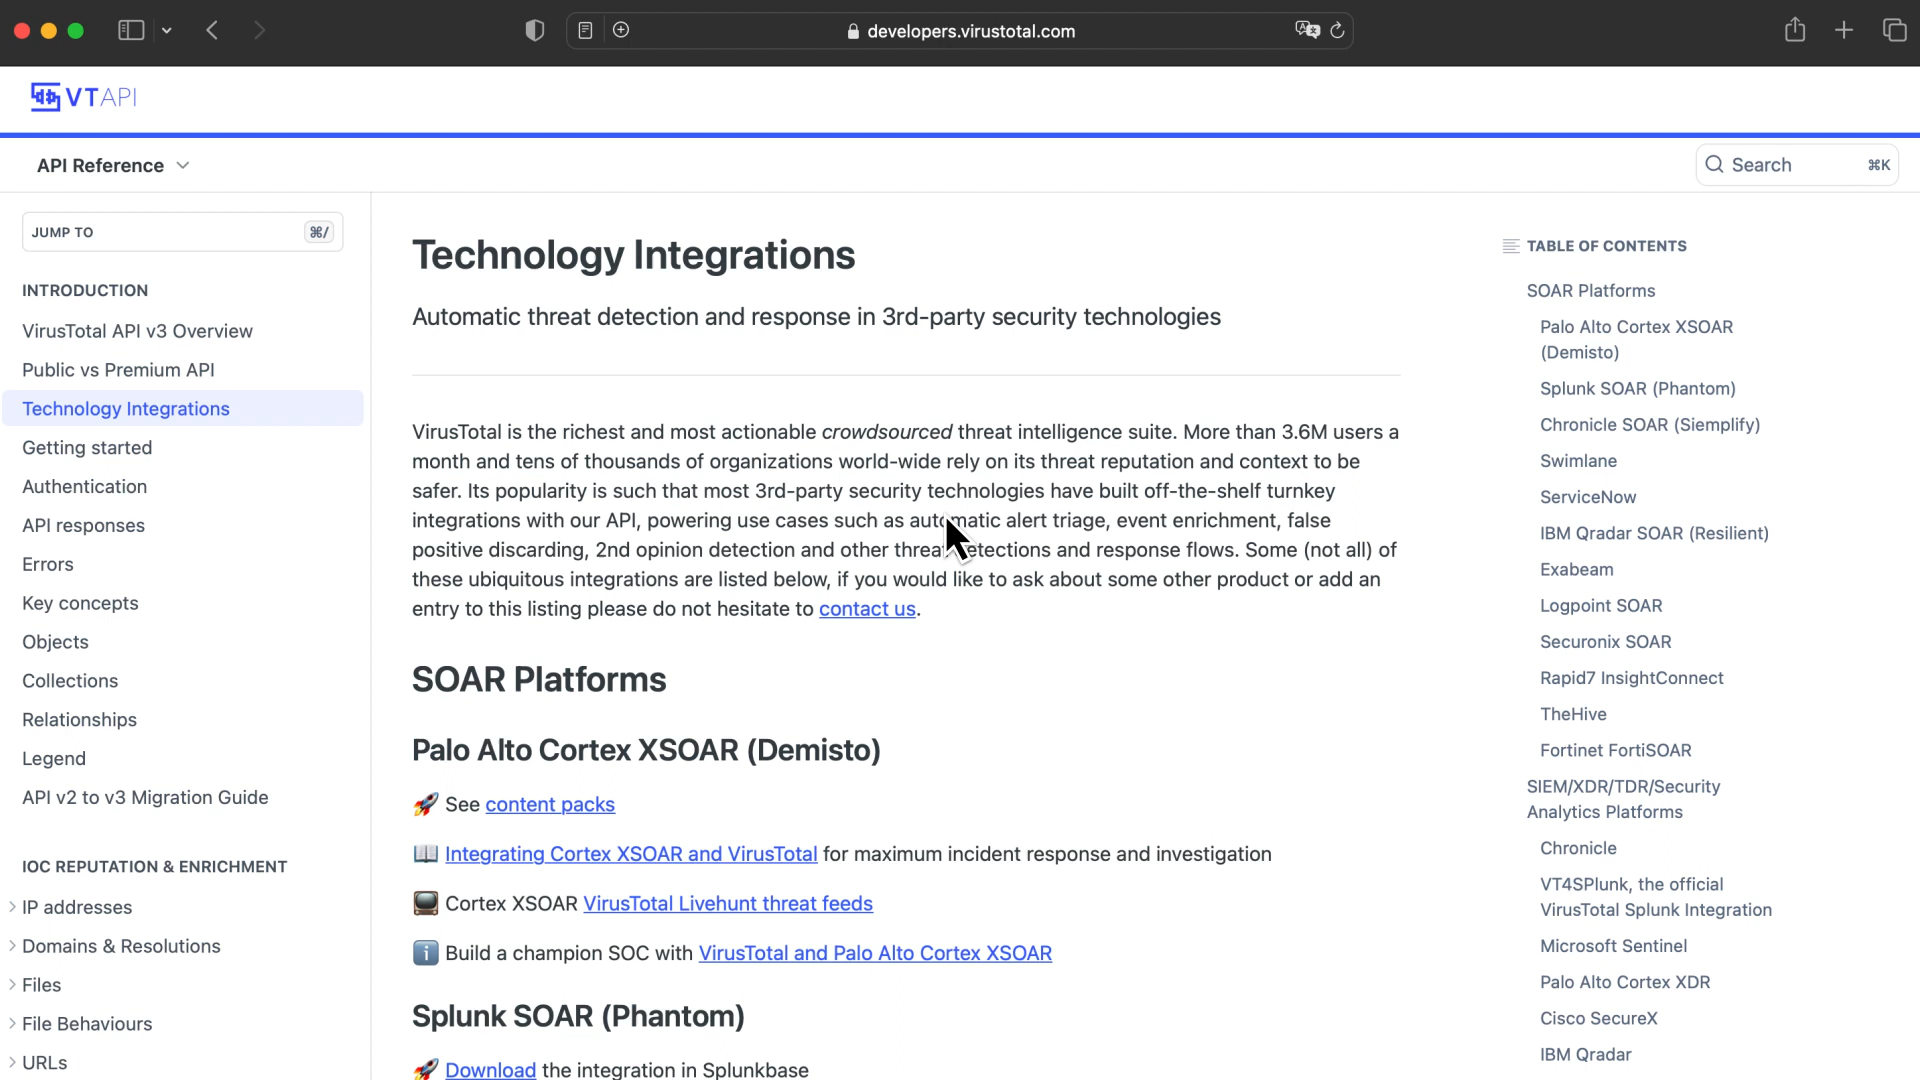 developers.virustotal.com
VTAPI
API Reference
Search ⌘K
JUMP TO ⌘/
INTRODUCTION
VirusTotal API v3 Overview
Public vs Premium API
Technology Integrations
Getting started
Authentication
API responses
Errors
Key concepts
Objects
Collections
Relationships
Legend
API v2 to v3 Migration Guide
IOC REPUTATION & ENRICHMENT
IP addresses
Domains & Resolutions
Files
File Behaviours
URLs
Technology Integrations
Automatic threat detection and response in 3rd-party security technologies
VirusTotal is the richest and most actionable crowdsourced threat intelligence suite. More than 3.6M users a
month and tens of thousands of organizations world-wide rely on its threat reputation and context to be
safer. Its popularity is such that most 3rd-party security technologies have built off-the-shelf turnkey
integrations with our API, powering use cases such as automatic alert triage, event enrichment, false
positive discarding, 2nd opinion detection and other threat detections and response flows. Some (not all) of
these ubiquitous integrations are listed below, if you would like to ask about some other product or add an
entry to this listing please do not hesitate to contact us.
SOAR Platforms
Palo Alto Cortex XSOAR (Demisto)
🚀 See content packs
📖 Integrating Cortex XSOAR and VirusTotal for maximum incident response and investigation
📺 Cortex XSOAR VirusTotal Livehunt threat feeds
ℹ️ Build a champion SOC with VirusTotal and Palo Alto Cortex XSOAR
Splunk SOAR (Phantom)
🚀 Download the integration in Splunkbase
TABLE OF CONTENTS
SOAR Platforms
Palo Alto Cortex XSOAR
(Demisto)
Splunk SOAR (Phantom)
Chronicle SOAR (Siemplify)
Swimlane
ServiceNow
IBM Qradar SOAR (Resilient)
Exabeam
Logpoint SOAR
Securonix SOAR
Rapid7 InsightConnect
TheHive
Fortinet FortiSOAR
SIEM/XDR/TDR/Security
Analytics Platforms
Chronicle
VT4SPlunk, the official
VirusTotal Splunk Integration
Microsoft Sentinel
Palo Alto Cortex XDR
Cisco SecureX
IBM Qradar